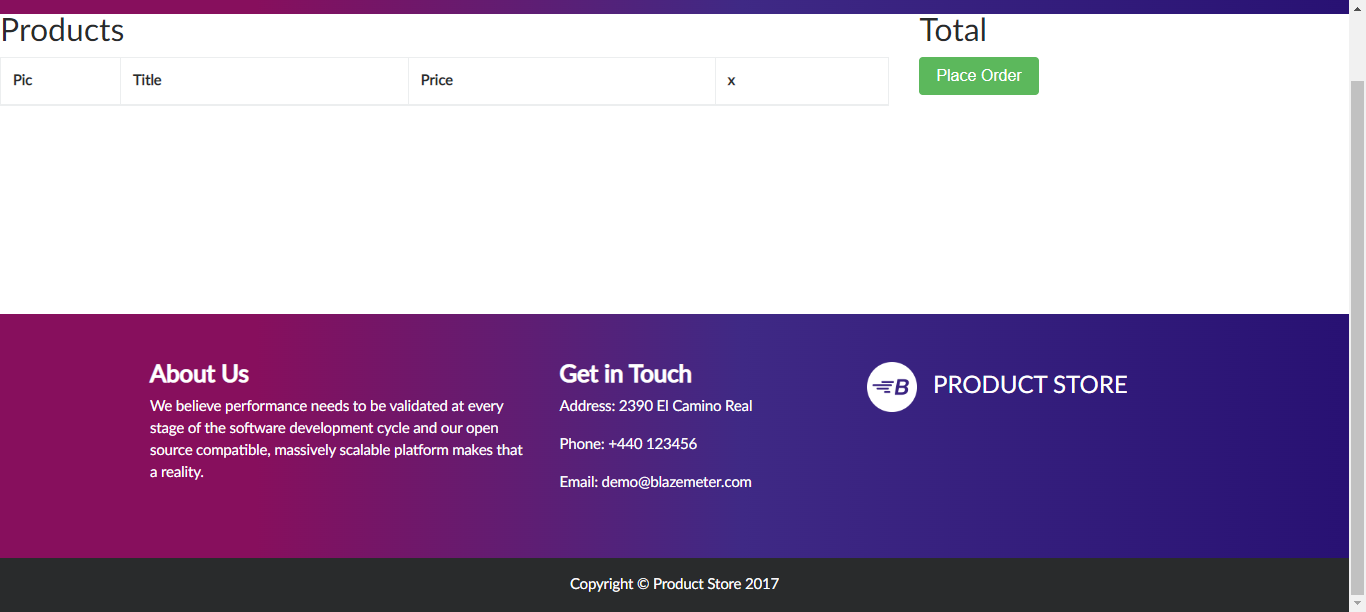 Products
Total
Pic Title Price x
Place Order
About Us
We believe performance needs to be validated at every
stage of the software development cycle and our open
source compatible, massively scalable platform makes that
a reality.
Get in Touch
Address: 2390 El Camino Real
Phone: +440 123456
Email: demo@blazemeter.com
B
PRODUCT STORE
Copyright © Product Store 2017